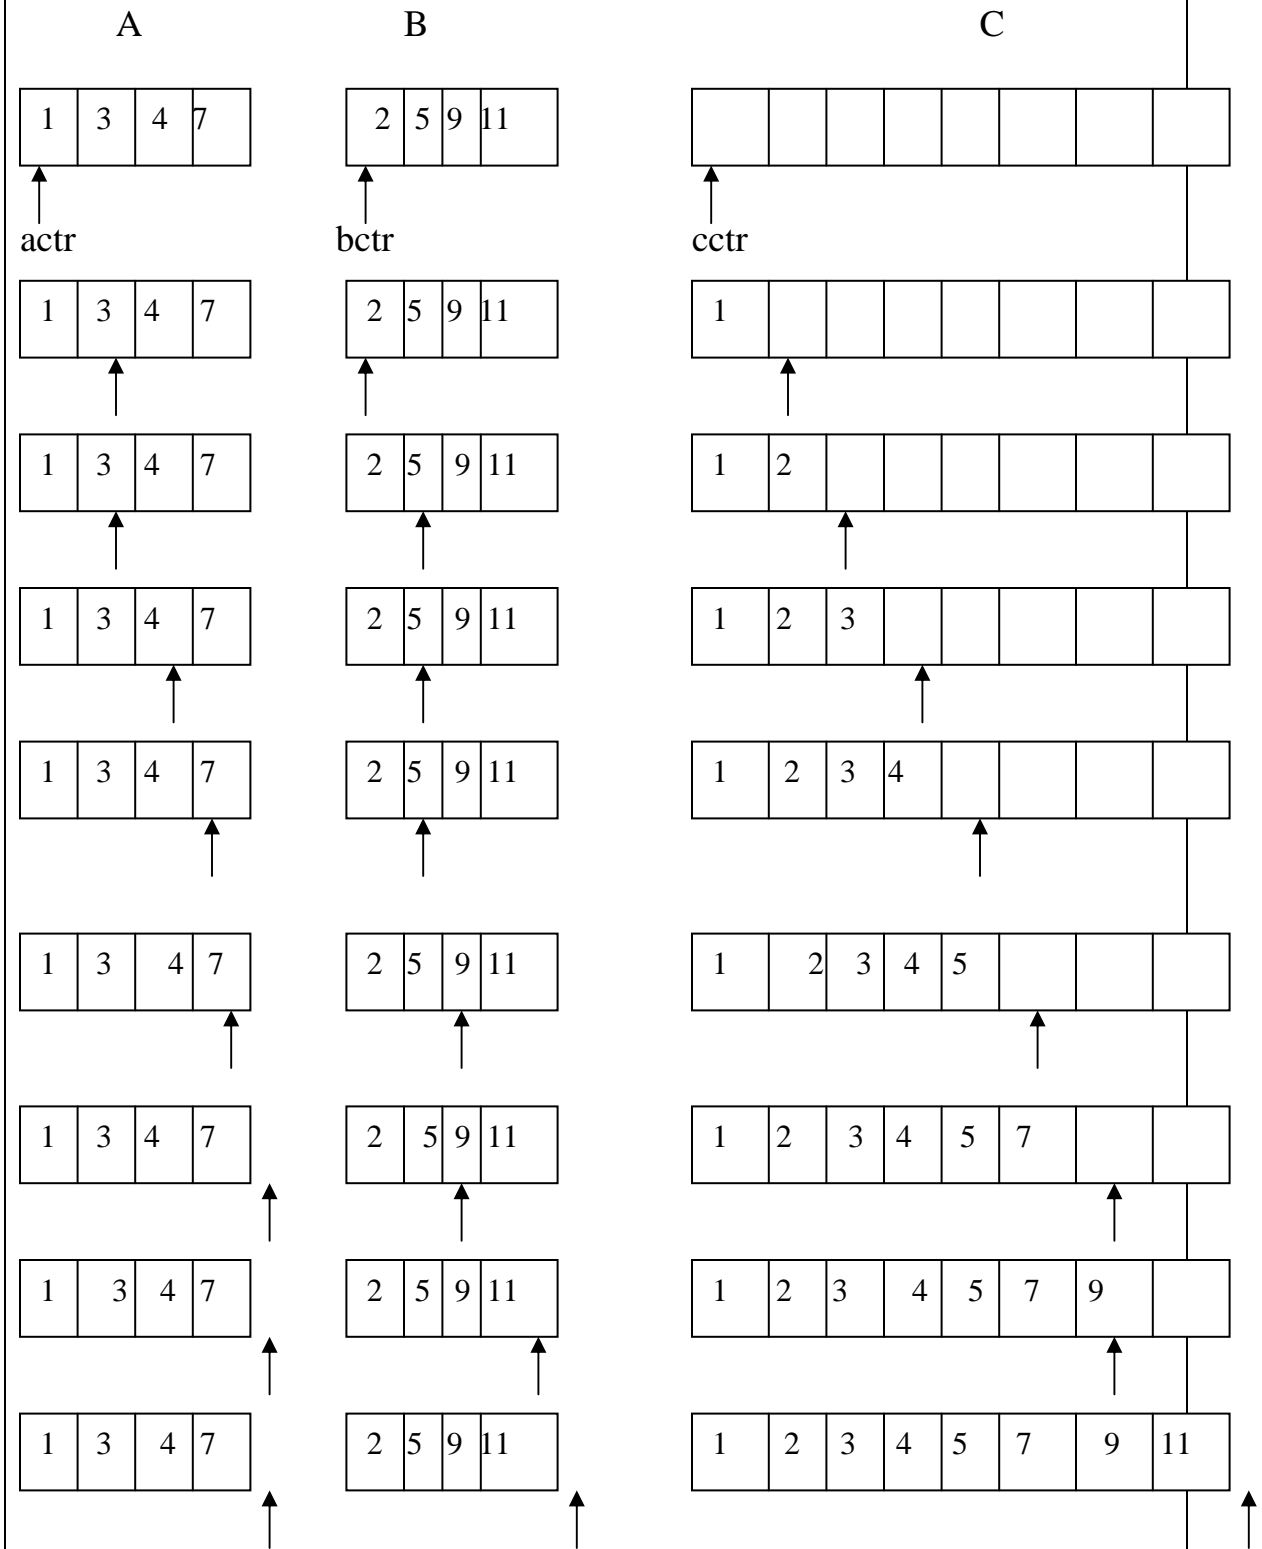 A B C
1 3 4 7 2 5 9 11
actr bctr cctr
1 3 4 7 2 5 9 11 1
1 3 4 7 2 5 9 11 1 2
1 3 4 7 2 5 9 11 1 2 3
1 3 4 7 2 5 9 11 1 2 3 4
1 3 4 7 2 5 9 11 1 2 3 4 5
1 3 4 7 2 5 9 11 1 2 3 4 5 7
1 3 4 7 2 5 9 11 1 2 3 4 5 7 9
1 3 4 7 2 5 9 11 1 2 3 4 5 7 9 11